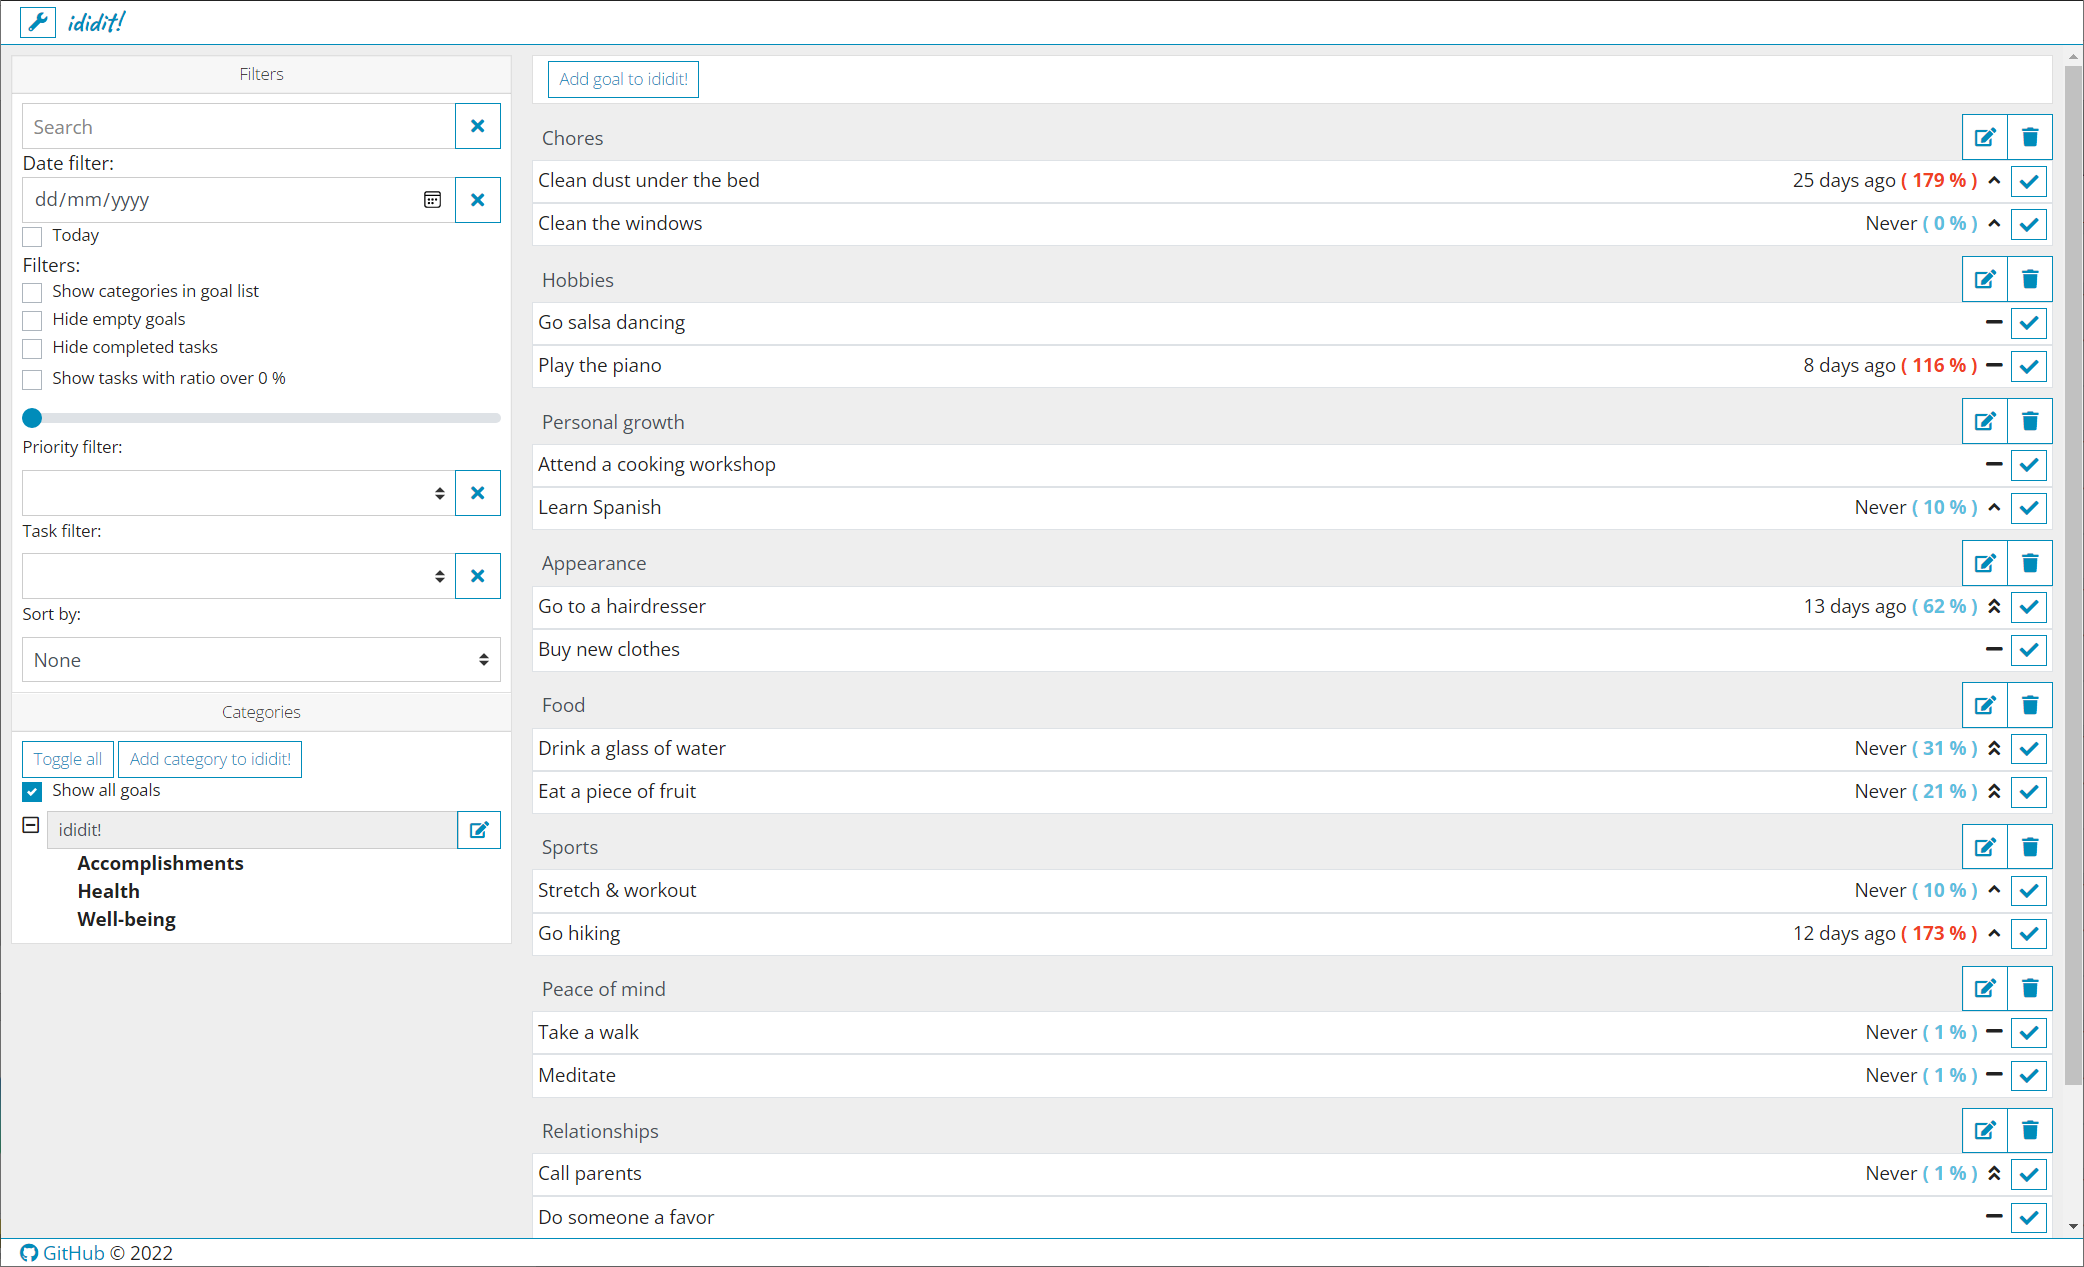 ididit!
Filters
Search
Date filter:
dd/mm/yyyy
Today
Filters:
Show categories in goal list
Hide empty goals
Hide completed tasks
Show tasks with ratio over 0 %
Priority filter:
Task filter:
Sort by:
None
Categories
Toggle all Add category to ididit!
Show all goals
ididit!
Accomplishments
Health
Well-being
Add goal to ididit!
Chores
Clean dust under the bed 25 days ago ( 179 % )
Clean the windows Never ( 0 % )
Hobbies
Go salsa dancing
Play the piano 8 days ago ( 116 % )
Personal growth
Attend a cooking workshop
Learn Spanish Never ( 10 % )
Appearance
Go to a hairdresser 13 days ago ( 62 % )
Buy new clothes
Food
Drink a glass of water Never ( 31 % )
Eat a piece of fruit Never ( 21 % )
Sports
Stretch & workout Never ( 10 % )
Go hiking 12 days ago ( 173 % )
Peace of mind
Take a walk Never ( 1 % )
Meditate Never ( 1 % )
Relationships
Call parents Never ( 1 % )
Do someone a favor
GitHub © 2022